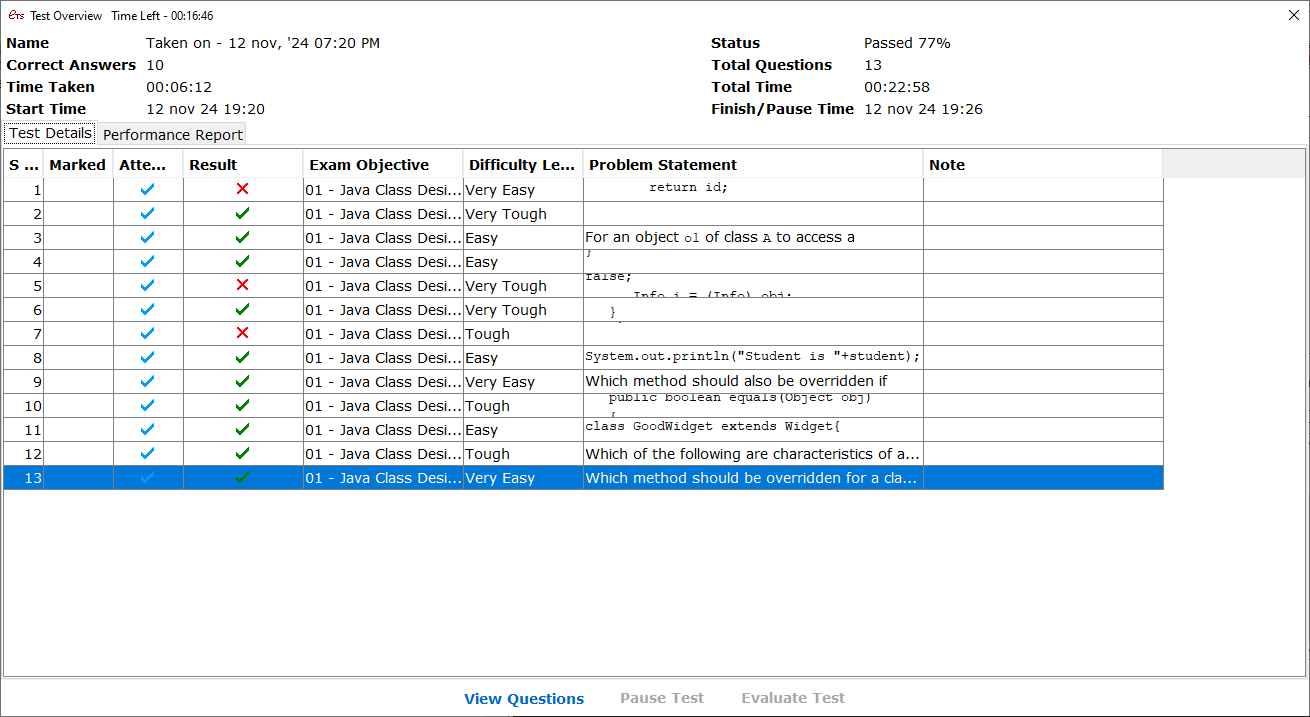 ETS Test Overview Time Left - 00:16:46
Name Taken on - 12 nov, '24 07:20 PM Status Passed 77%
Correct Answers 10 Total Questions 13
Time Taken 00:06:12 Total Time 00:22:58
Start Time 12 nov 24 19:20 Finish/Pause Time 12 nov 24 19:26
Test Details Performance Report
S ... Marked Atte... Result Exam Objective Difficulty Le... Problem Statement Note
1 01 - Java Class Desi... Very Easy return id;
2 01 - Java Class Desi... Very Tough
3 01 - Java Class Desi... Easy For an object o1 of class A to access a
4 01 - Java Class Desi... Easy }
5 01 - Java Class Desi... Very Tough false;
Info i = (Info) obj;
6 01 - Java Class Desi... Very Tough }
7 01 - Java Class Desi... Tough
8 01 - Java Class Desi... Easy System.out.println("Student is "+student);
9 01 - Java Class Desi... Very Easy Which method should also be overridden if
10 01 - Java Class Desi... Tough public boolean equals(Object obj)
{
11 01 - Java Class Desi... Easy class GoodWidget extends Widget{
12 01 - Java Class Desi... Tough Which of the following are characteristics of a...
13 01 - Java Class Desi... Very Easy Which method should be overridden for a cla...
View Questions Pause Test Evaluate Test